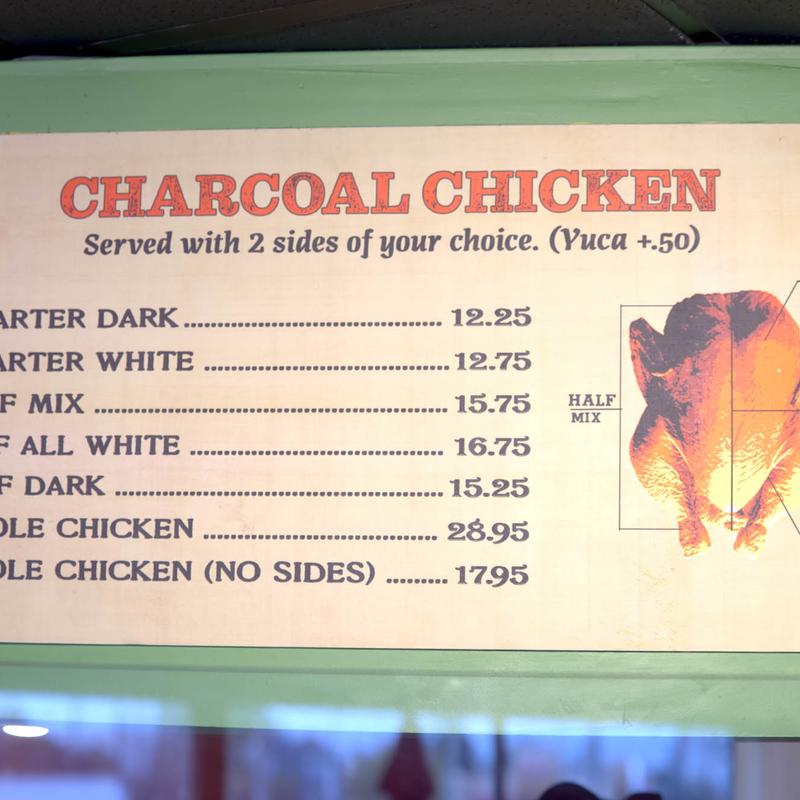 CHARCOAL CHICKEN
Served with 2 sides of your choice. (Yuca +.50)
ARTER DARK 12.25
ARTER WHITE 12.75
F MIX 15.75
F ALL WHITE 16.75
F DARK 15.25
OLE CHICKEN 28.95
OLE CHICKEN (NO SIDES) 17.95
HALF
MIX